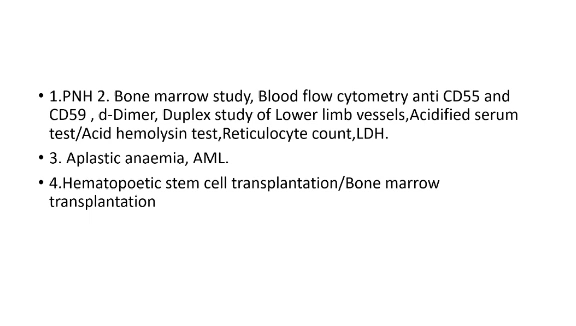 • 1.PNH 2. Bone marrow study, Blood flow cytometry anti CD55 and
CD59 , d-Dimer, Duplex study of Lower limb vessels,Acidified serum
test/Acid hemolysin test,Reticulocyte count,LDH.
• 3. Aplastic anaemia, AML.
• 4.Hematopoetic stem cell transplantation/Bone marrow
transplantation